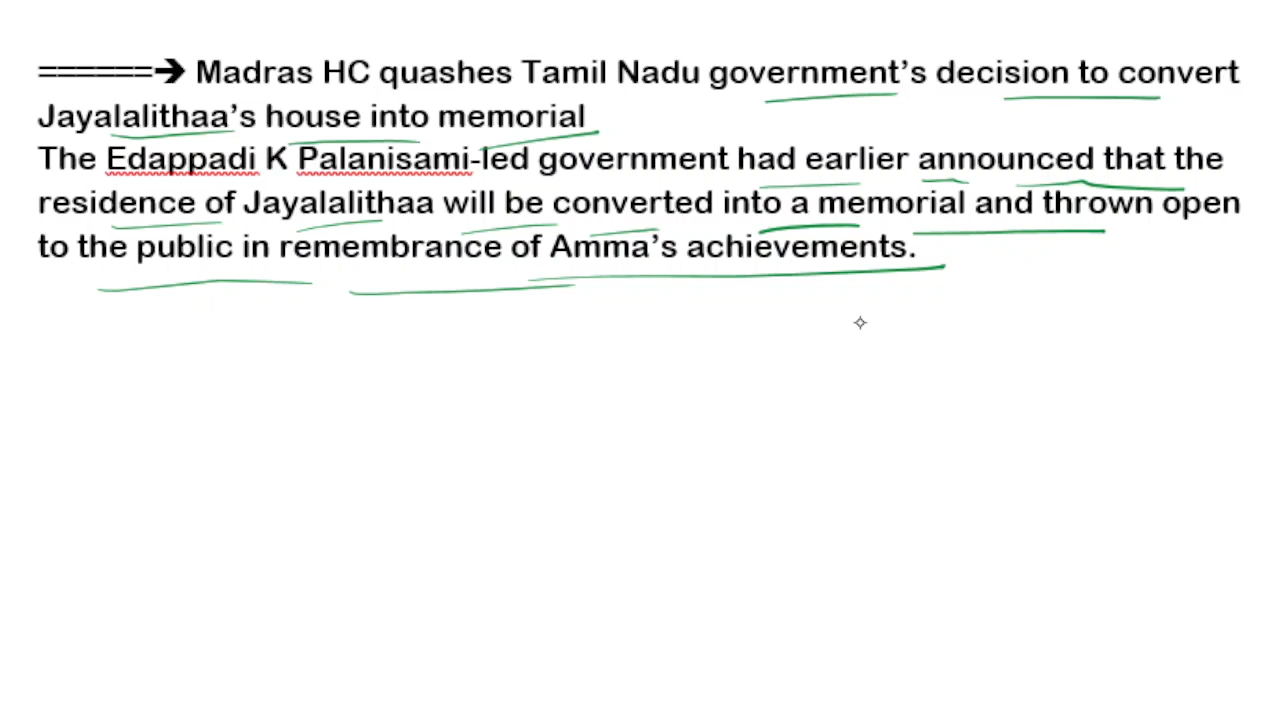 ======➔ Madras HC quashes Tamil Nadu government’s decision to convert
Jayalalithaa’s house into memorial
The Edappadi K Palanisami-led government had earlier announced that the
residence of Jayalalithaa will be converted into a memorial and thrown open
to the public in remembrance of Amma’s achievements.